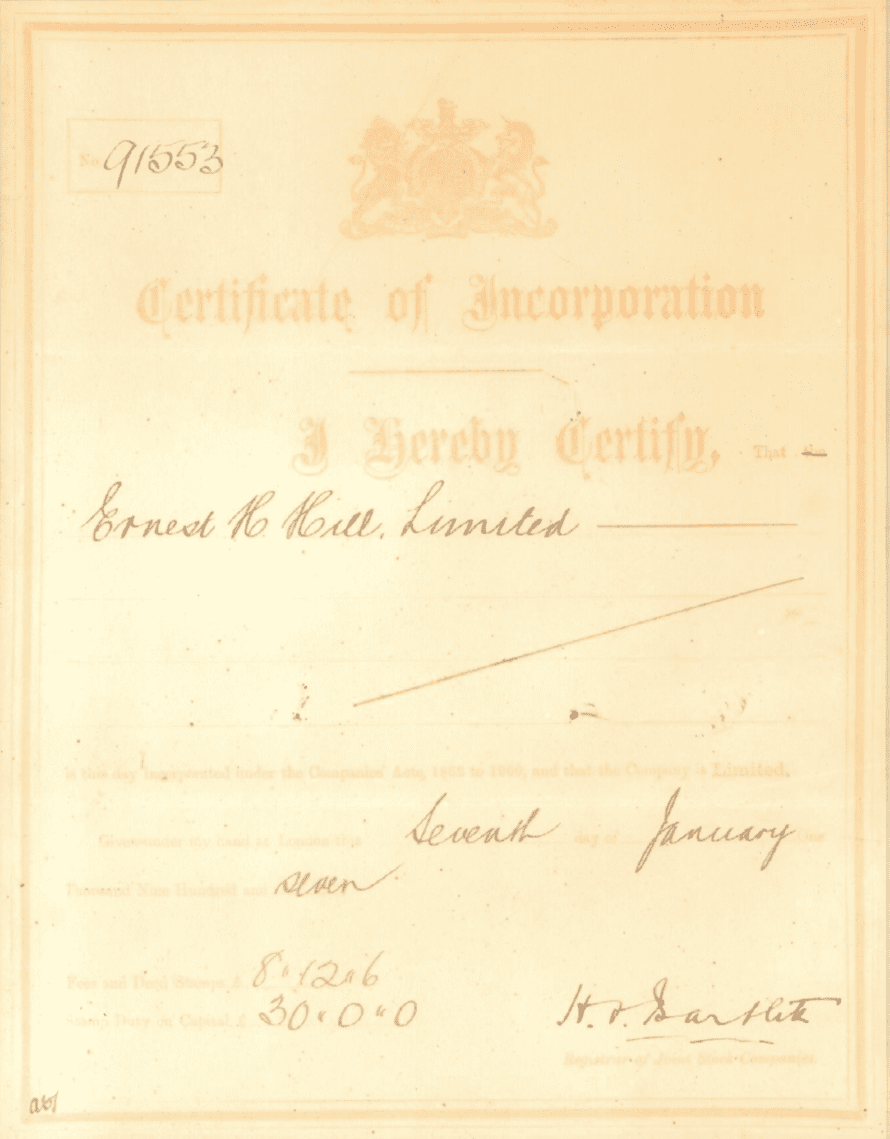 No. 91553
Certificate of Incorporation
I Hereby Certify, That the
Ernest H. Hill, Limited
is this day incorporated under the Companies' Acts, 1862 to 1900, and that the Company is Limited.
Given under my hand at London this seventh day of January One
Thousand Nine Hundred and seven.
Fees and Deed Stamps, £ 8 " 12 " 6
Stamp Duty on Capital, £ 30 " 0 " 0
H. F. Bartlett
Registrar of Joint Stock Companies.